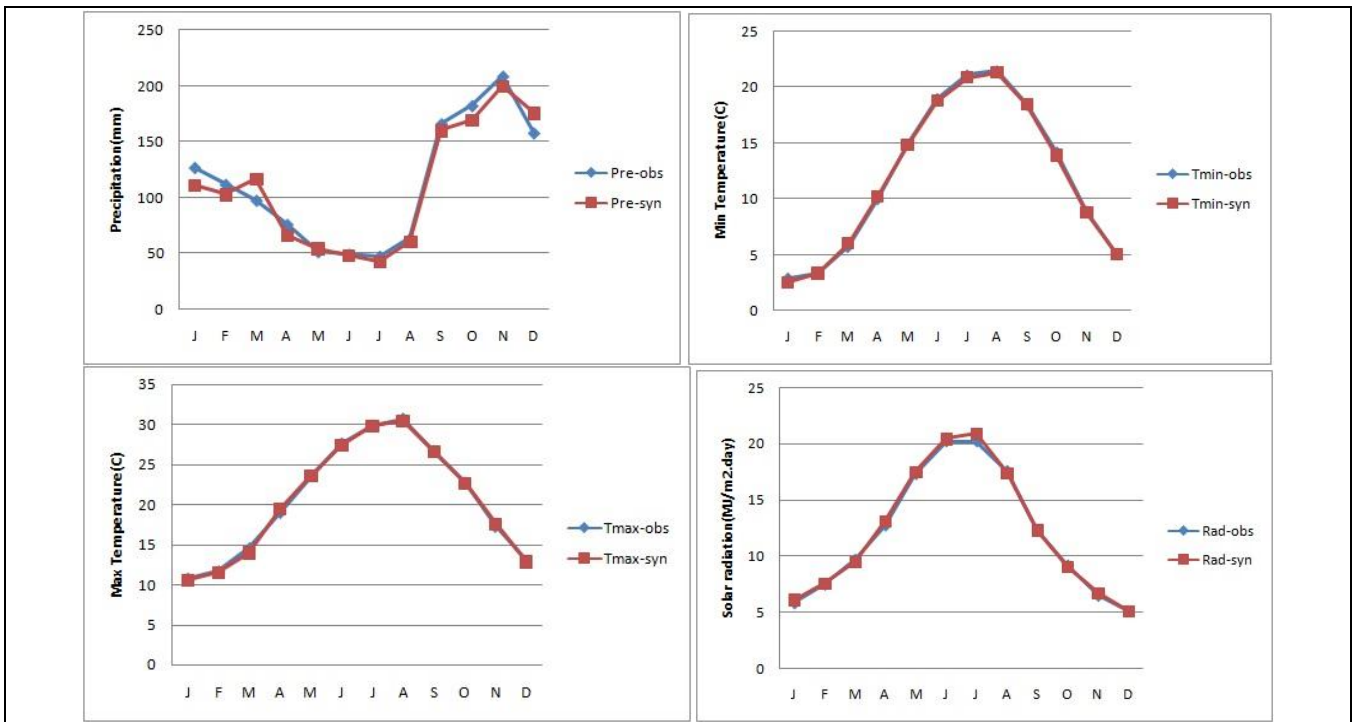 250
200
150
100
50
0
Precipitation(mm)
J F M A M J J A S O N D
Pre-obs
Pre-syn
25
20
15
10
5
0
Min Temperature(C)
J F M A M J J A S O N D
Tmin-obs
Tmin-syn
35
30
25
20
15
10
5
0
Max Temperature(C)
J F M A M J J A S O N D
Tmax-obs
Tmax-syn
25
20
15
10
5
0
Solar radiation(MJ/m2.day)
J F M A M J J A S O N D
Rad-obs
Rad-syn